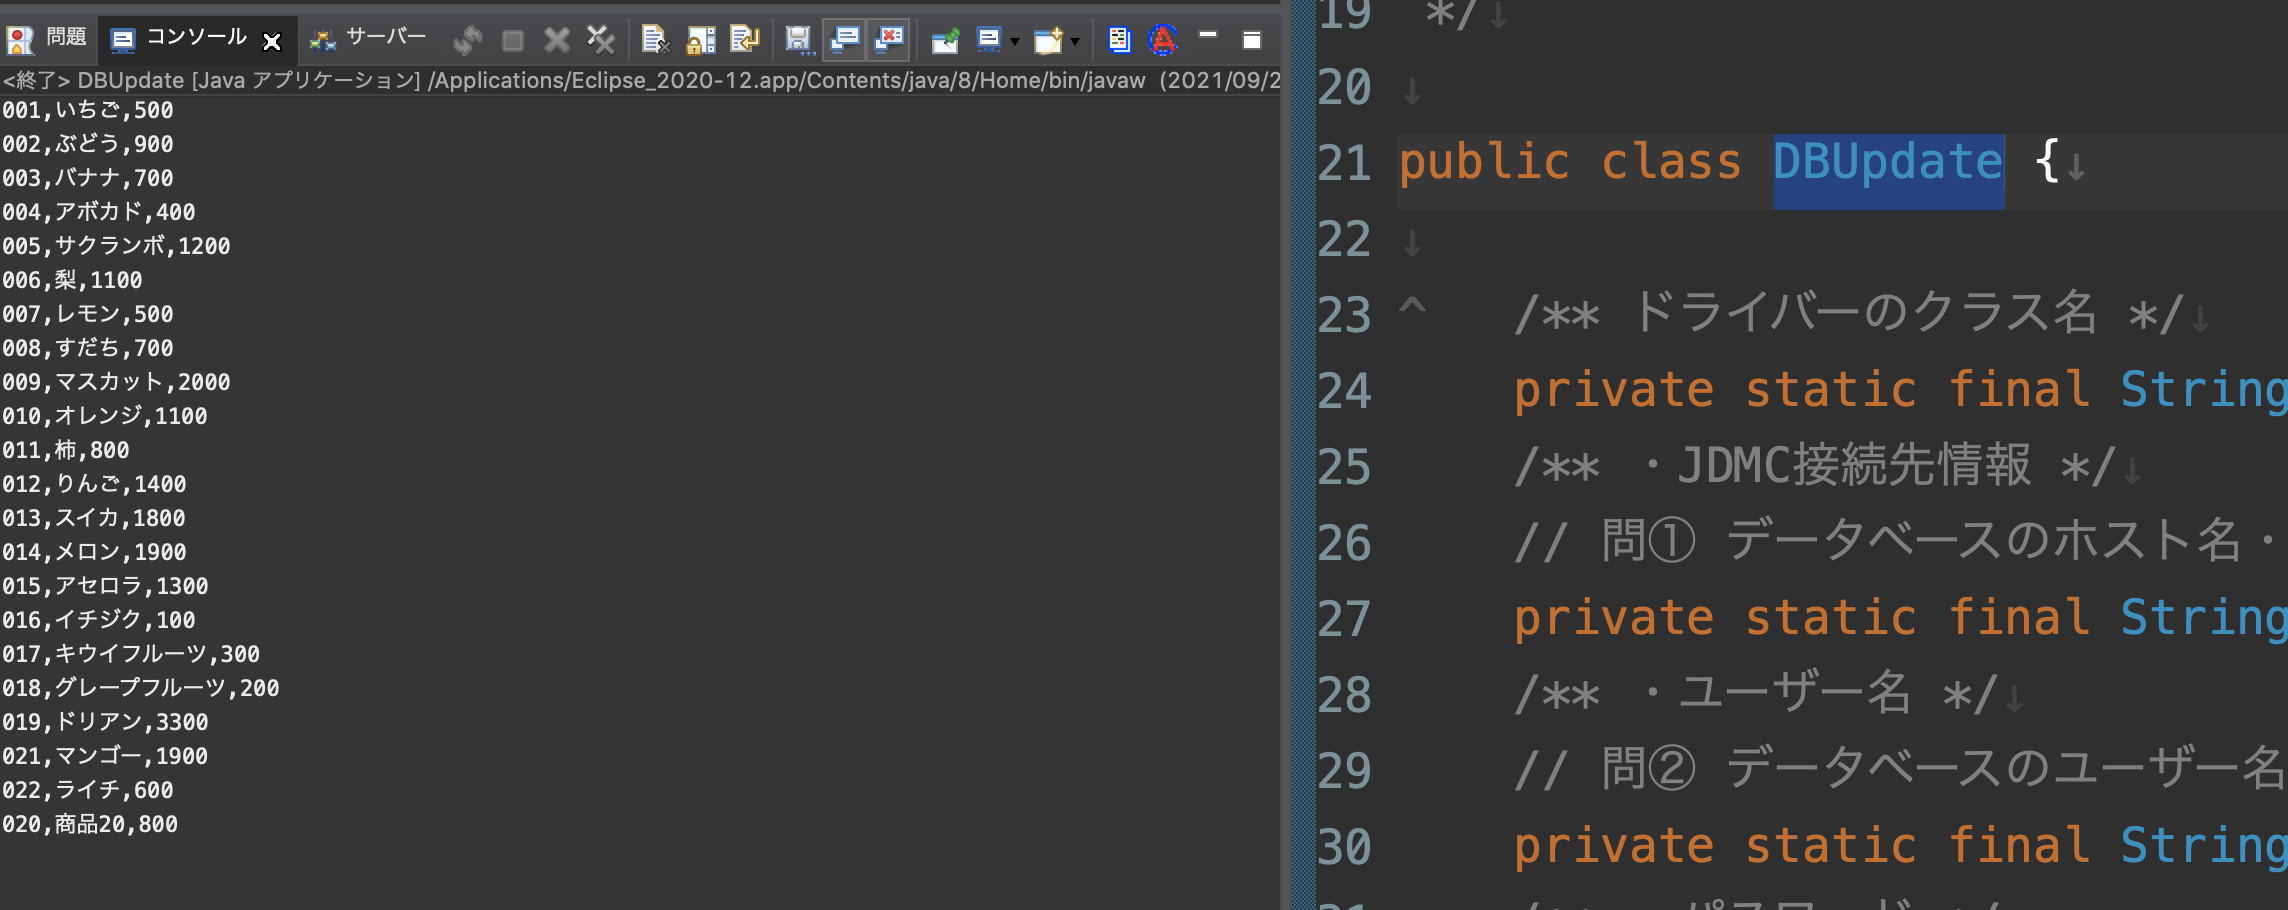 問題
コンソール
サーバー
<終了> DBUpdate [Java アプリケーション] /Applications/Eclipse_2020-12.app/Contents/java/8/Home/bin/javaw (2021/09/2
001,いちご,500
002,ぶどう,900
003,バナナ,700
004,アボカド,400
005,サクランボ,1200
006,梨,1100
007,レモン,500
008,すだち,700
009,マスカット,2000
010,オレンジ,1100
011,柿,800
012,りんご,1400
013,スイカ,1800
014,メロン,1900
015,アセロラ,1300
016,イチジク,100
017,キウイフルーツ,300
018,グレープフルーツ,200
019,ドリアン,3300
021,マンゴー,1900
022,ライチ,600
020,商品20,800
19 */↓
20 ↓
21 public class DBUpdate {↓
22 ↓
23 ^ /** ドライバーのクラス名 */↓
24 private static final String
25 /** ・JDMC接続先情報 */↓
26 // 問① データベースのホスト名・
27 private static final String
28 /** ・ユーザー名 */↓
29 // 問② データベースのユーザー名
30 private static final String